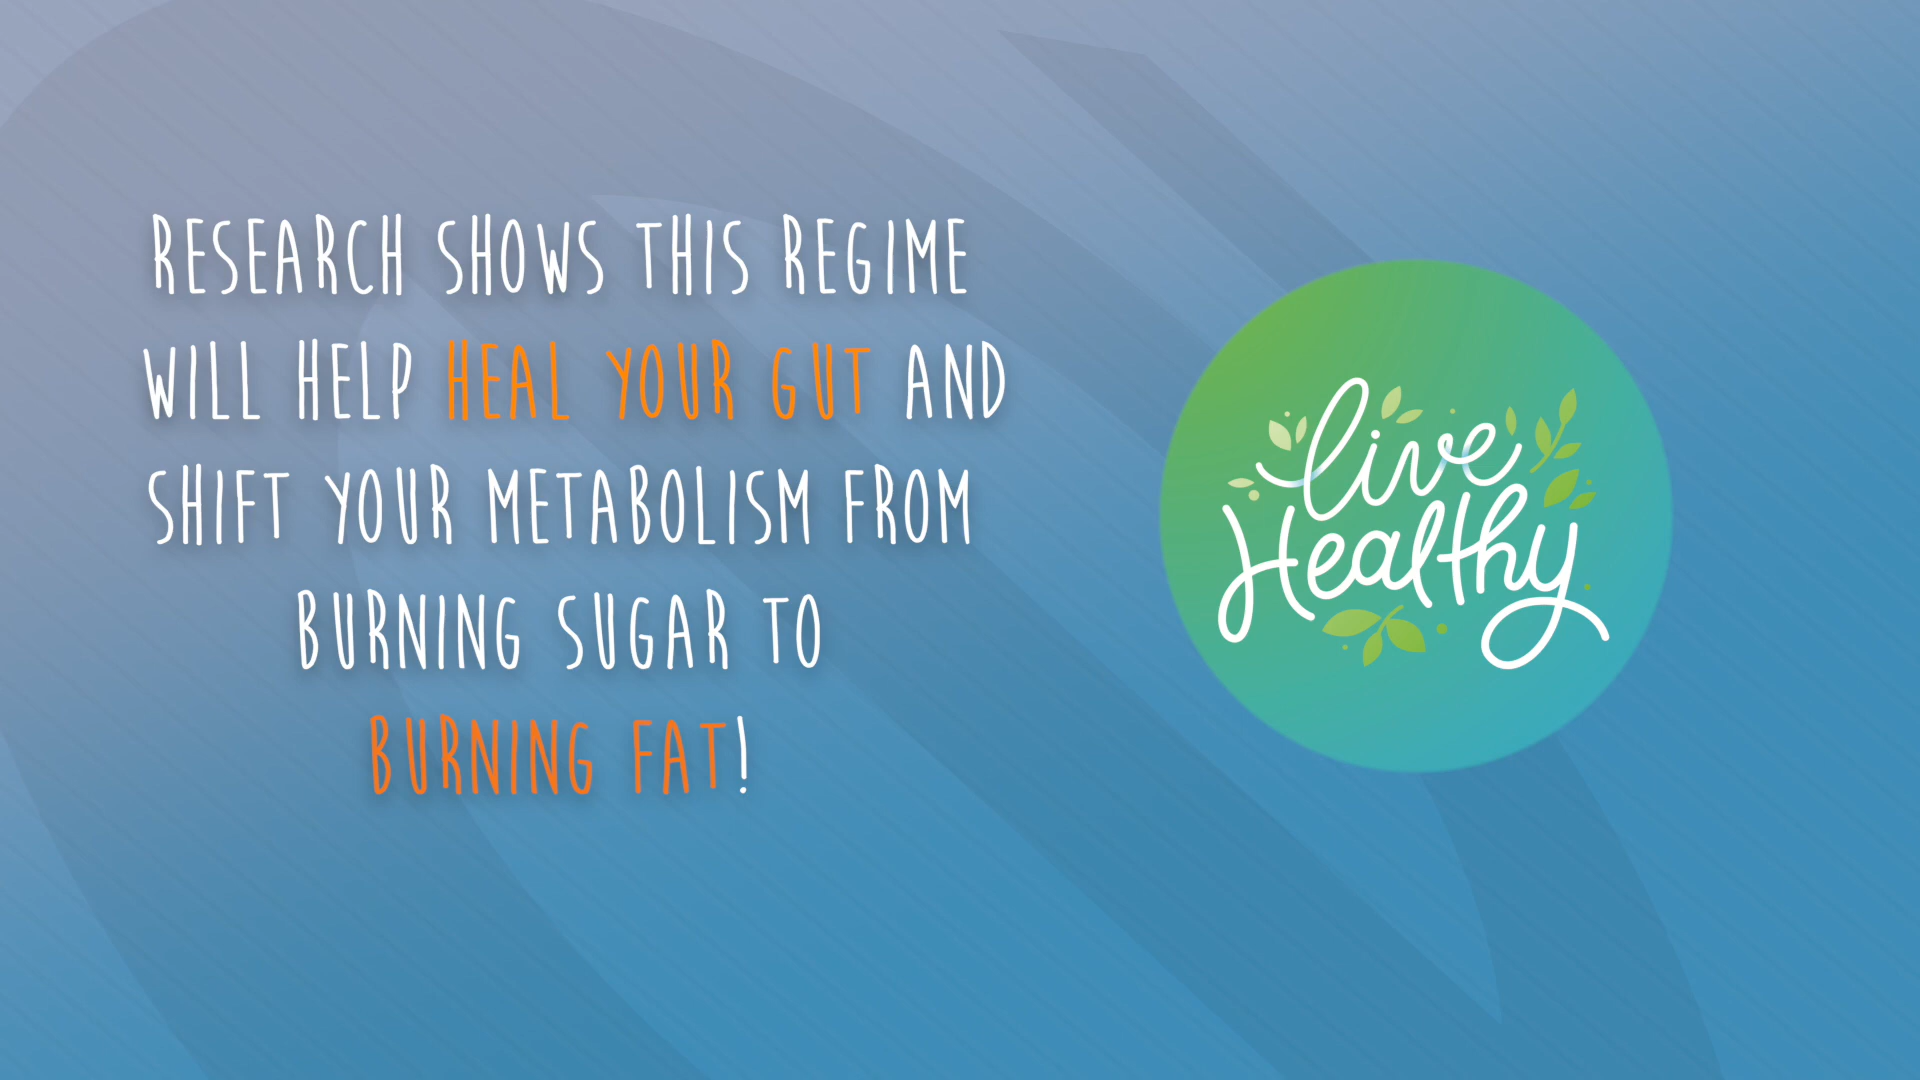 RESEARCH SHOWS THIS REGIME
WILL HELP HEAL YOUR GUT AND
SHIFT YOUR METABOLISM FROM
BURNING SUGAR TO
BURNING FAT!
live
Healthy